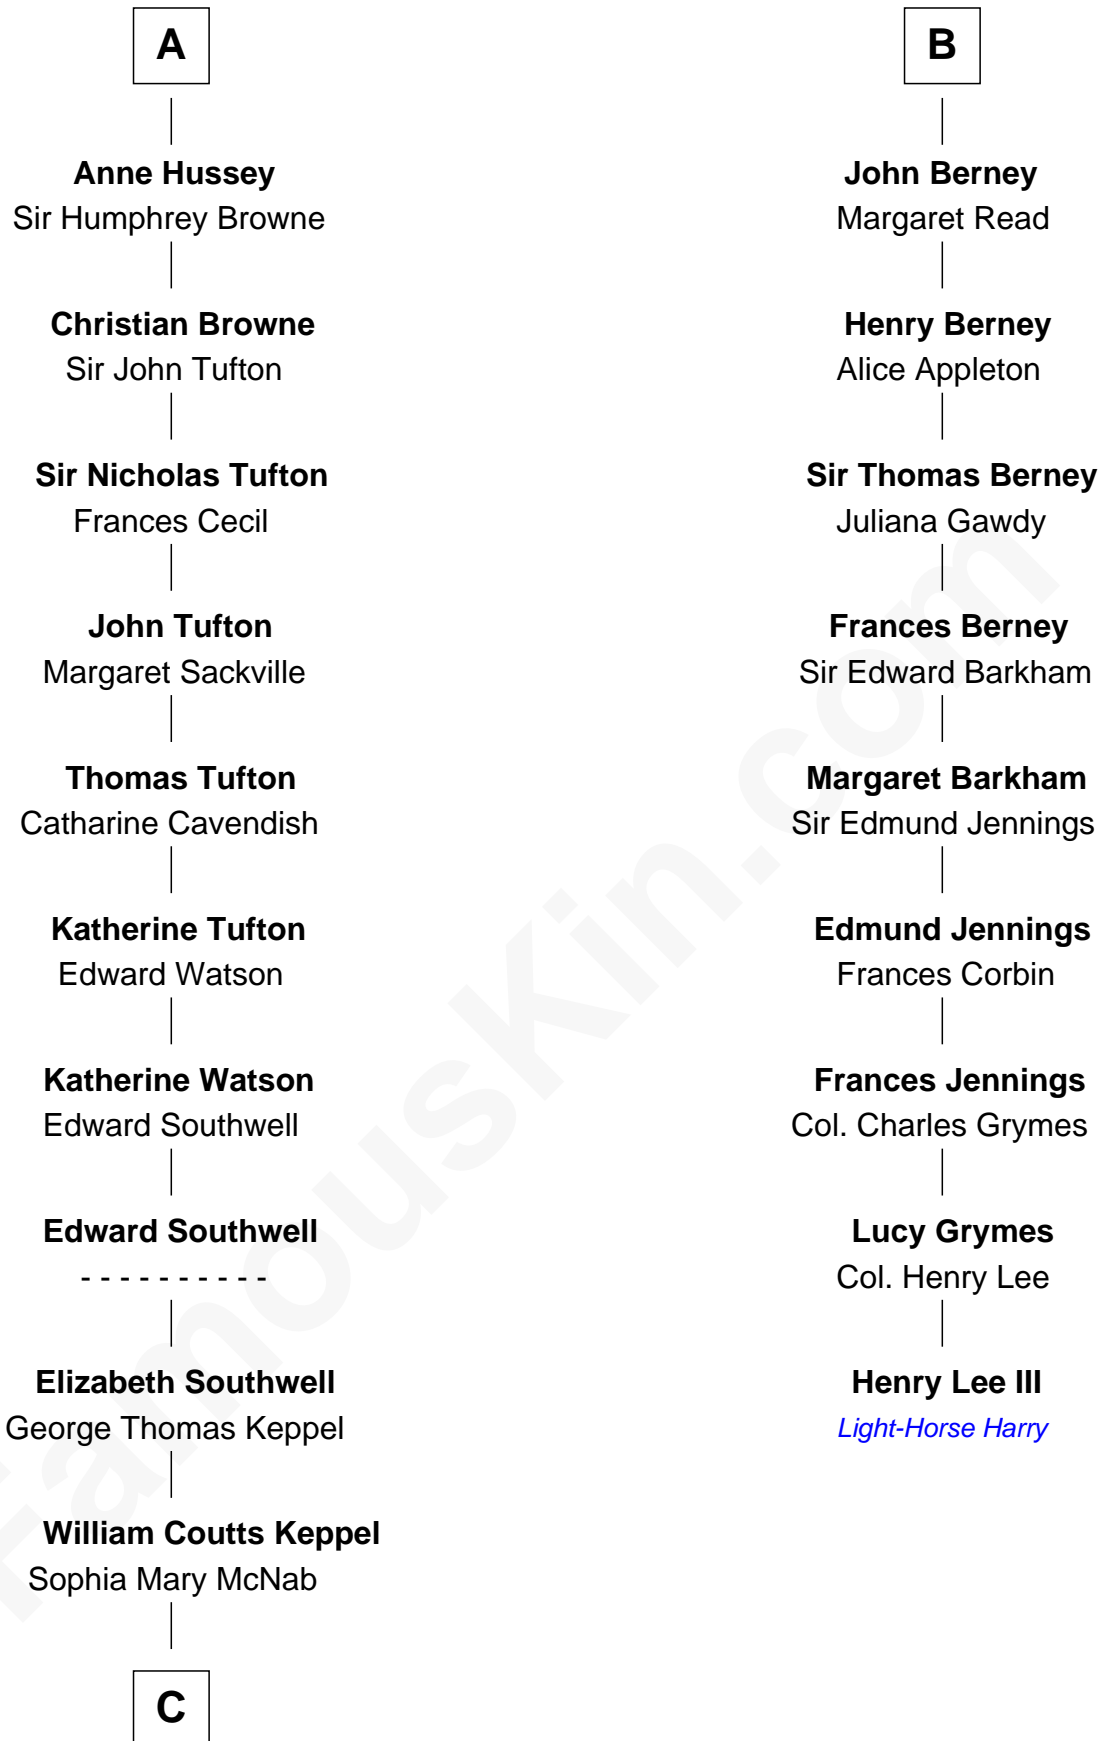 A
Anne Hussey
Sir Humphrey Browne
Christian Browne
Sir John Tufton
Sir Nicholas Tufton
Frances Cecil
John Tufton
Margaret Sackville
Thomas Tufton
Catharine Cavendish
Katherine Tufton
Edward Watson
Katherine Watson
Edward Southwell
Edward Southwell
- - - - - - - - - -
Elizabeth Southwell
George Thomas Keppel
William Coutts Keppel
Sophia Mary McNab
C
B
John Berney
Margaret Read
Henry Berney
Alice Appleton
Sir Thomas Berney
Juliana Gawdy
Frances Berney
Sir Edward Barkham
Margaret Barkham
Sir Edmund Jennings
Edmund Jennings
Frances Corbin
Frances Jennings
Col. Charles Grymes
Lucy Grymes
Col. Henry Lee
Henry Lee III
Light-Horse Harry
FamousKin.com